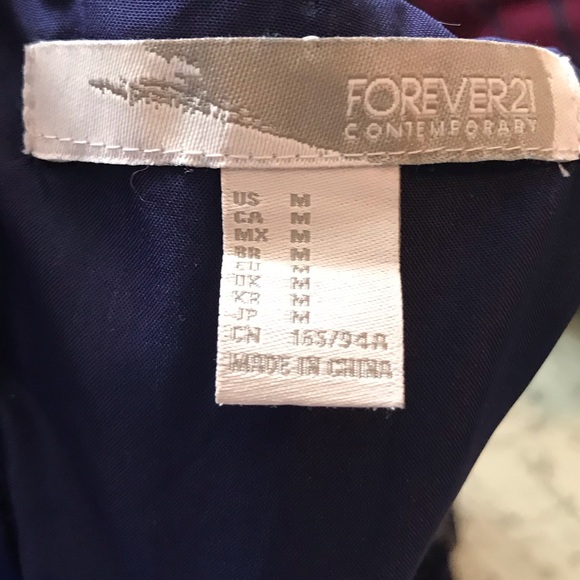 FOREVER21
CONTEMPORARY
US M
CA M
MX M
BR M
EU M
UK M
KR M
JP M
CN 165/94A
MADE IN CHINA